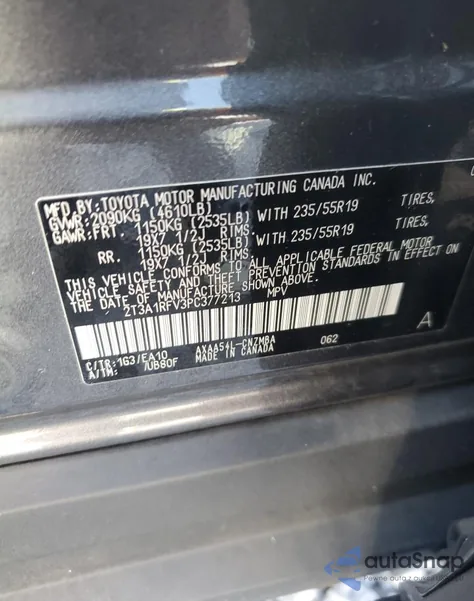 MFD.BY:TOYOTA MOTOR MANUFACTURING CANADA INC.
GVWR:2090KG (4610LB)
GAWR:FRT. 1150KG (2535LB) WITH 235/55R19 TIRES,
19X7 1/2J RIMS.
RR. 1150KG (2535LB) WITH 235/55R19 TIRES,
19X7 1/2J RIMS.
THIS VEHICLE CONFORMS TO ALL APPLICABLE FEDERAL MOTOR
VEHICLE SAFETY AND THEFT PREVENTION STANDARDS IN EFFECT ON
THE DATE OF MANUFACTURE SHOWN ABOVE.
2T3A1RFV3PC377213 MPV
A
C/TR:1G3/EA10 AXAA54L-CNZMBA 062
A/TM: /UB80F MADE IN CANADA
autoSnap
Pewne auta z aukcji